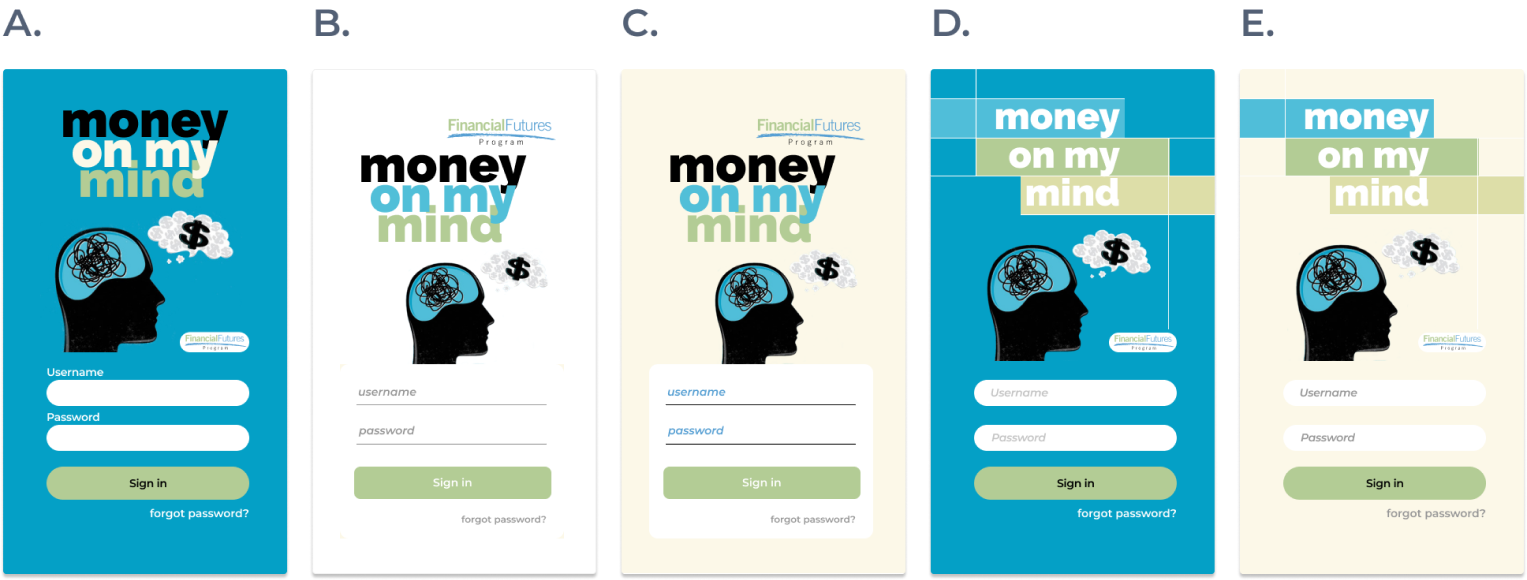 A.
money
on my
mind
$
FinancialFutures
Program
Username
Password
Sign in
forgot password?
B.
FinancialFutures
Program
money
on my
mind
$
username
password
Sign in
forgot password?
C.
FinancialFutures
Program
money
on my
mind
$
username
password
Sign in
forgot password?
D.
money
on my
mind
$
FinancialFutures
Program
Username
Password
Sign in
forgot password?
E.
money
on my
mind
$
FinancialFutures
Program
Username
Password
Sign in
forgot password?